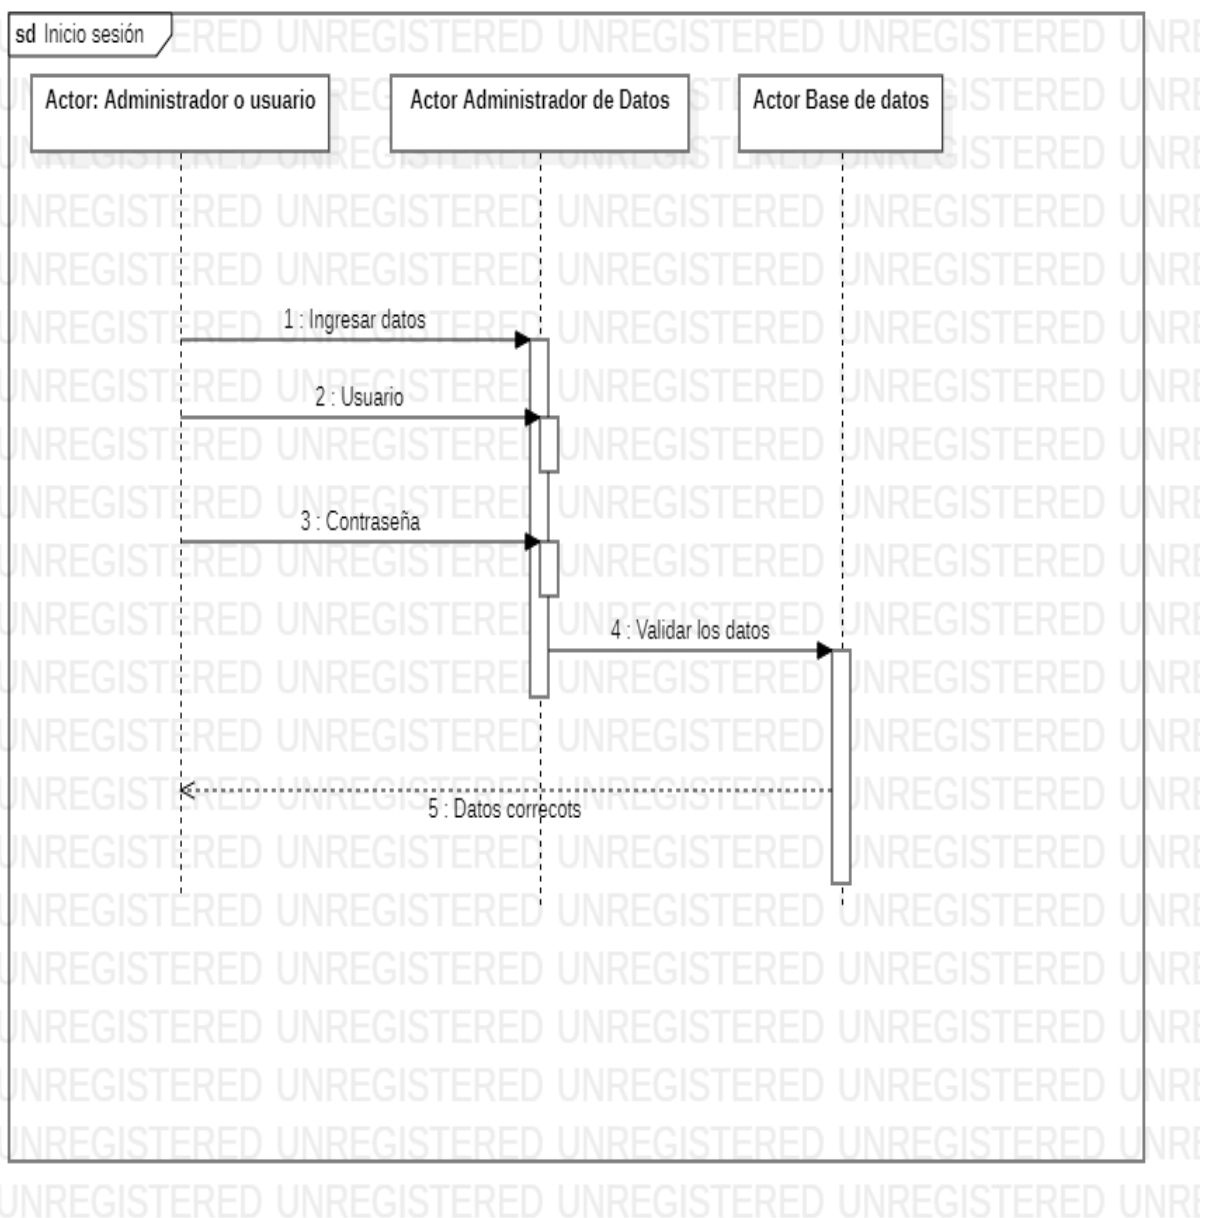 sd Inicio sesión
Actor: Administrador o usuario
Actor Administrador de Datos
Actor Base de datos
1 : Ingresar datos
2 : Usuario
3 : Contraseña
4 : Validar los datos
5 : Datos correcots
UNREGISTERED